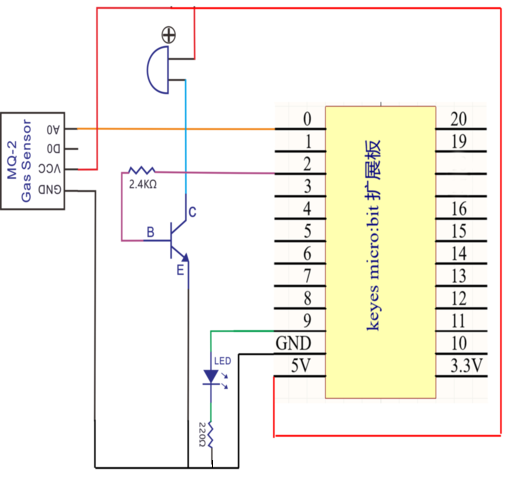 MQ-2
Gas Sensor
A0
D0
VCC
GND
2.4KΩ
B
C
E
LED
220Ω
keyes micro:bit 扩展板
0
1
2
3
4
5
6
7
8
9
GND
5V
20
19
16
15
14
13
12
11
10
3.3V